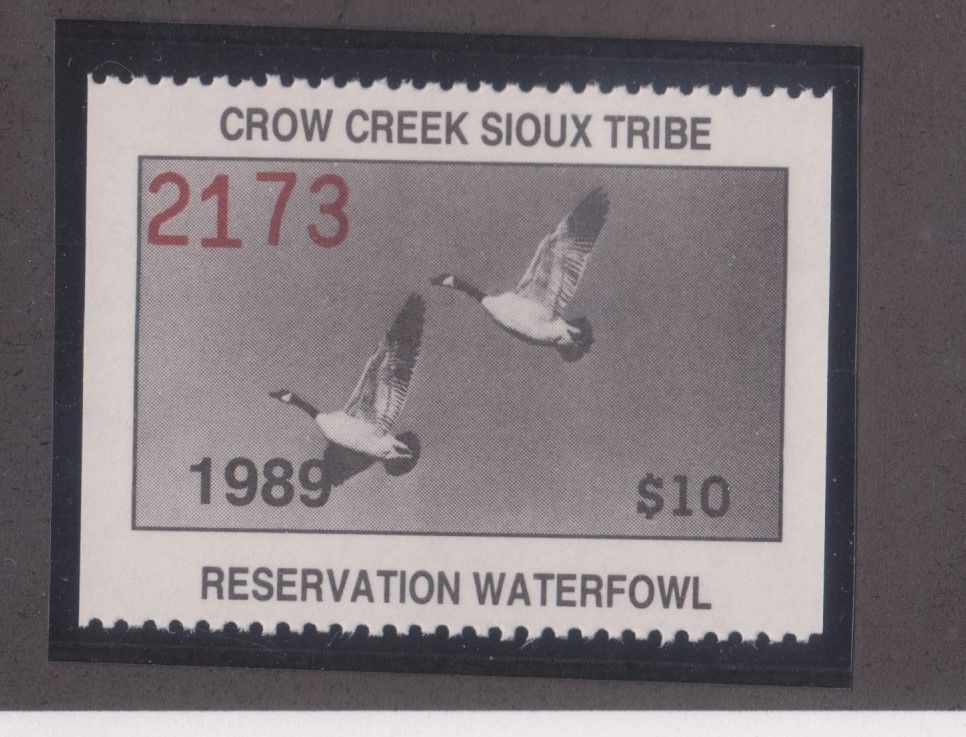 CROW CREEK SIOUX TRIBE
2173
1989
$10
RESERVATION WATERFOWL